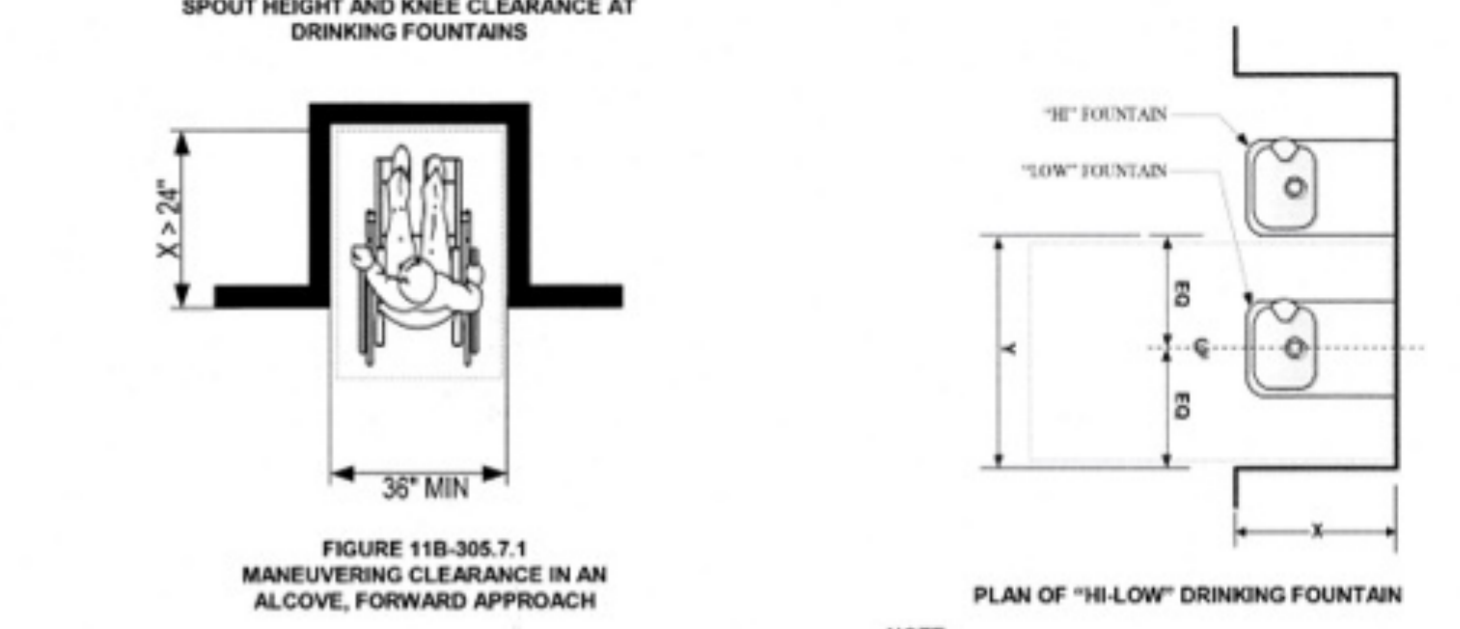 SPOUT HEIGHT AND KNEE CLEARANCE AT
DRINKING FOUNTAINS
X > 24"
36" MIN
FIGURE 11B-305.7.1
MANEUVERING CLEARANCE IN AN
ALCOVE, FORWARD APPROACH
"HI" FOUNTAIN
"LOW" FOUNTAIN
EQ
Y
EQ
X
PLAN OF "HI-LOW" DRINKING FOUNTAIN